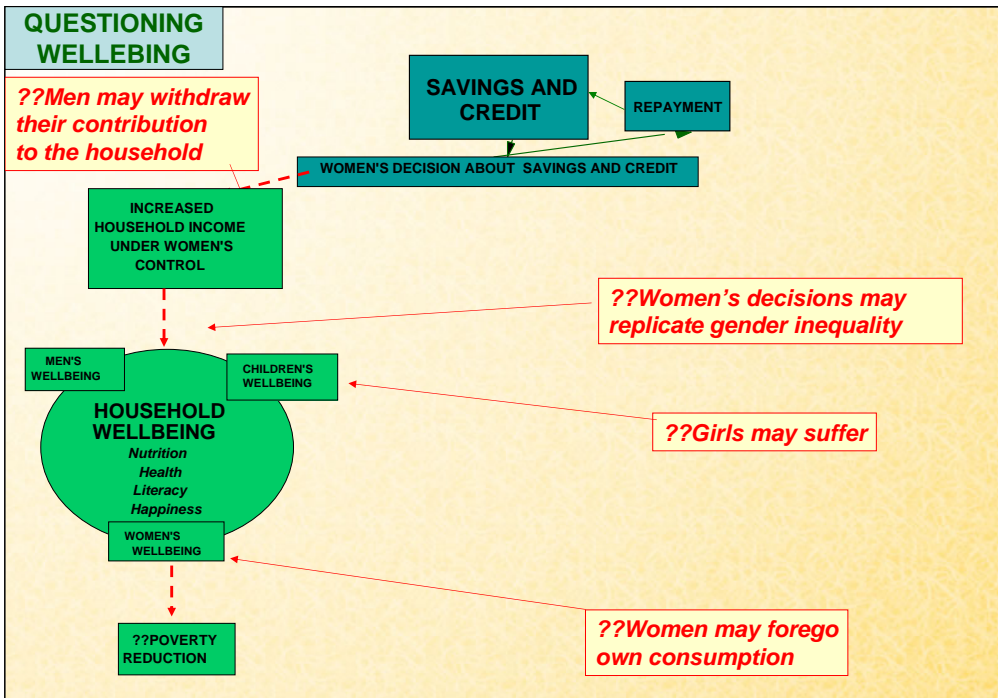 QUESTIONING
WELLEBING
??Men may withdraw
their contribution
to the household
SAVINGS AND
CREDIT
REPAYMENT
WOMEN'S DECISION ABOUT SAVINGS AND CREDIT
INCREASED
HOUSEHOLD INCOME
UNDER WOMEN'S
CONTROL
??Women’s decisions may
replicate gender inequality
MEN'S
WELLBEING
CHILDREN'S
WELLBEING
HOUSEHOLD
WELLBEING
Nutrition
Health
Literacy
Happiness
??Girls may suffer
WOMEN'S
WELLBEING
??Women may forego
own consumption
??POVERTY
REDUCTION